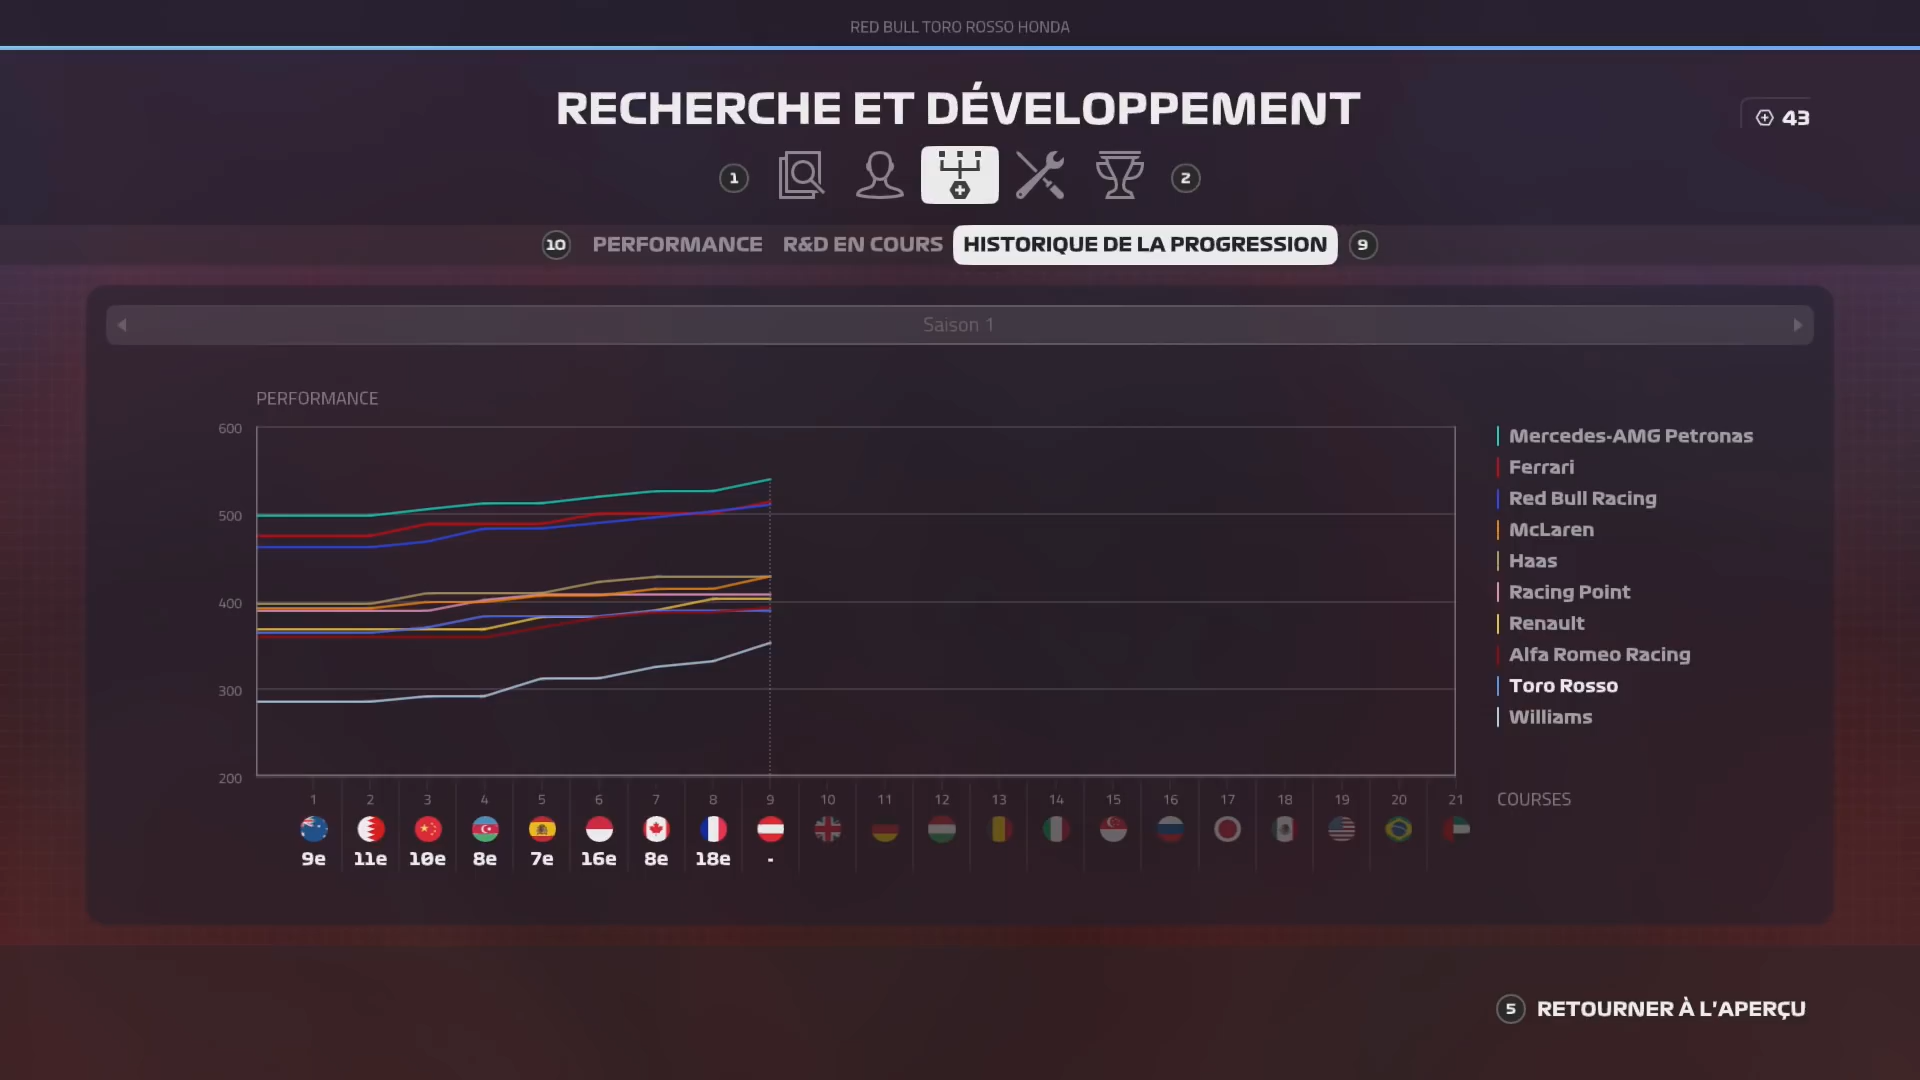 RED BULL TORO ROSSO HONDA
RECHERCHE ET DÉVELOPPEMENT
43
1 2
10 PERFORMANCE R&D EN COURS HISTORIQUE DE LA PROGRESSION 9
Saison 1
PERFORMANCE
600
500
400
300
200
Mercedes-AMG Petronas
Ferrari
Red Bull Racing
McLaren
Haas
Racing Point
Renault
Alfa Romeo Racing
Toro Rosso
Williams
1 2 3 4 5 6 7 8 9 10 11 12 13 14 15 16 17 18 19 20 21 COURSES
9e 11e 10e 8e 7e 16e 8e 18e -
5 RETOURNER À L'APERÇU